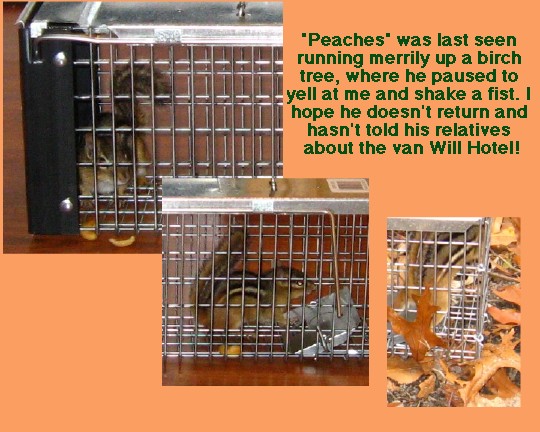 "Peaches" was last seen
running merrily up a birch
tree, where he paused to
yell at me and shake a fist. I
hope he doesn't return and
hasn't told his relatives
about the van Will Hotel!